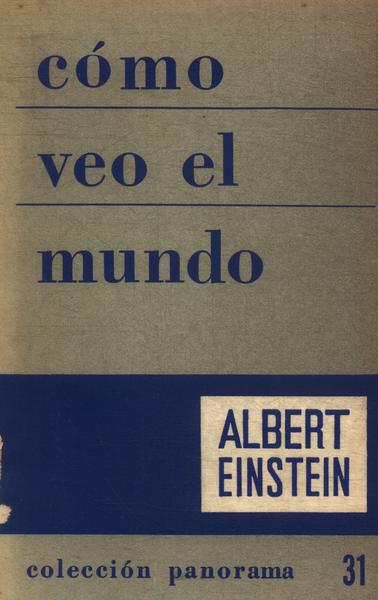 cómo
veo el
mundo
ALBERT
EINSTEIN
colección panorama 31